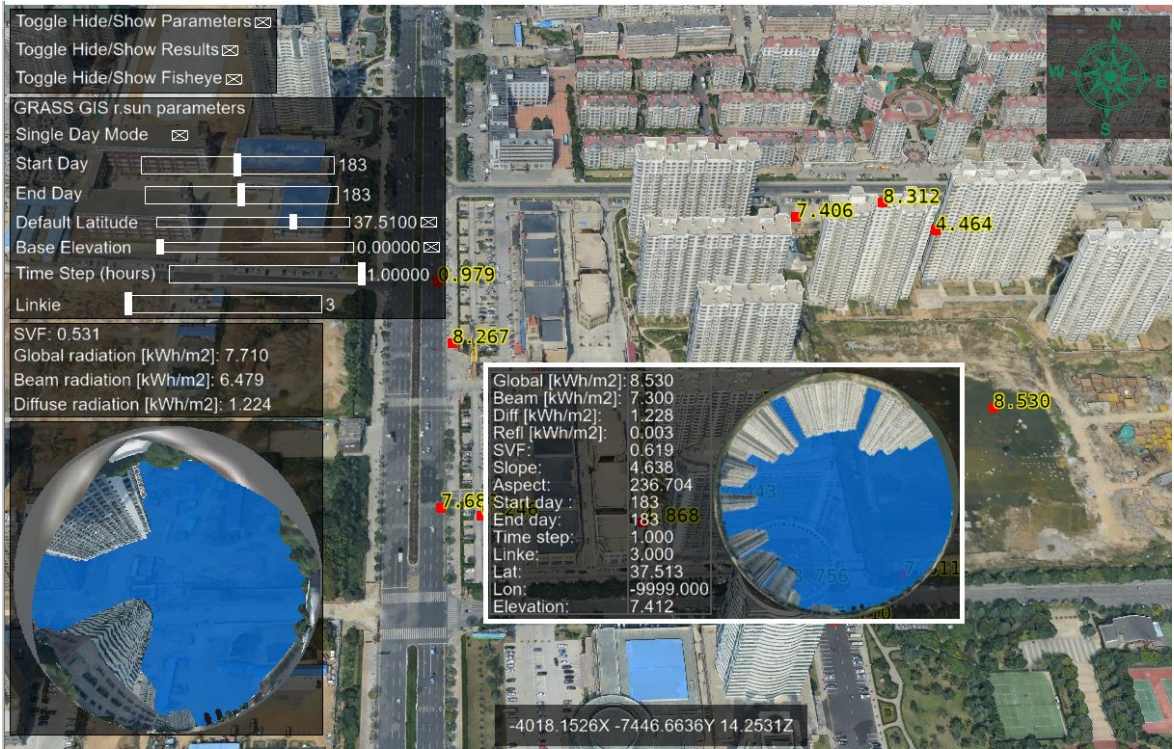 Toggle Hide/Show Parameters
Toggle Hide/Show Results
Toggle Hide/Show Fisheye
N
W E
S
GRASS GIS r.sun parameters
Single Day Mode
Start Day 183
End Day 183
Default Latitude 37.5100
Base Elevation 0.00000
Time Step (hours) 1.00000
Linkie 3
7.406
8.312
4.464
0.979
8.267
SVF: 0.531
Global radiation [kWh/m2]: 7.710
Beam radiation [kWh/m2]: 6.479
Diffuse radiation [kWh/m2]: 1.224
Global [kWh/m2]: 8.530
Beam [kWh/m2]: 7.300
Diff [kWh/m2]: 1.228
Refl [kWh/m2]: 0.003
SVF: 0.619
Slope: 4.638
Aspect: 236.704
Start day : 183
End day: 183
Time step: 1.000
Linke: 3.000
Lat: 37.513
Lon: -9999.000
Elevation: 7.412
8.530
7.68
-4018.1526X -7446.6636Y 14.2531Z